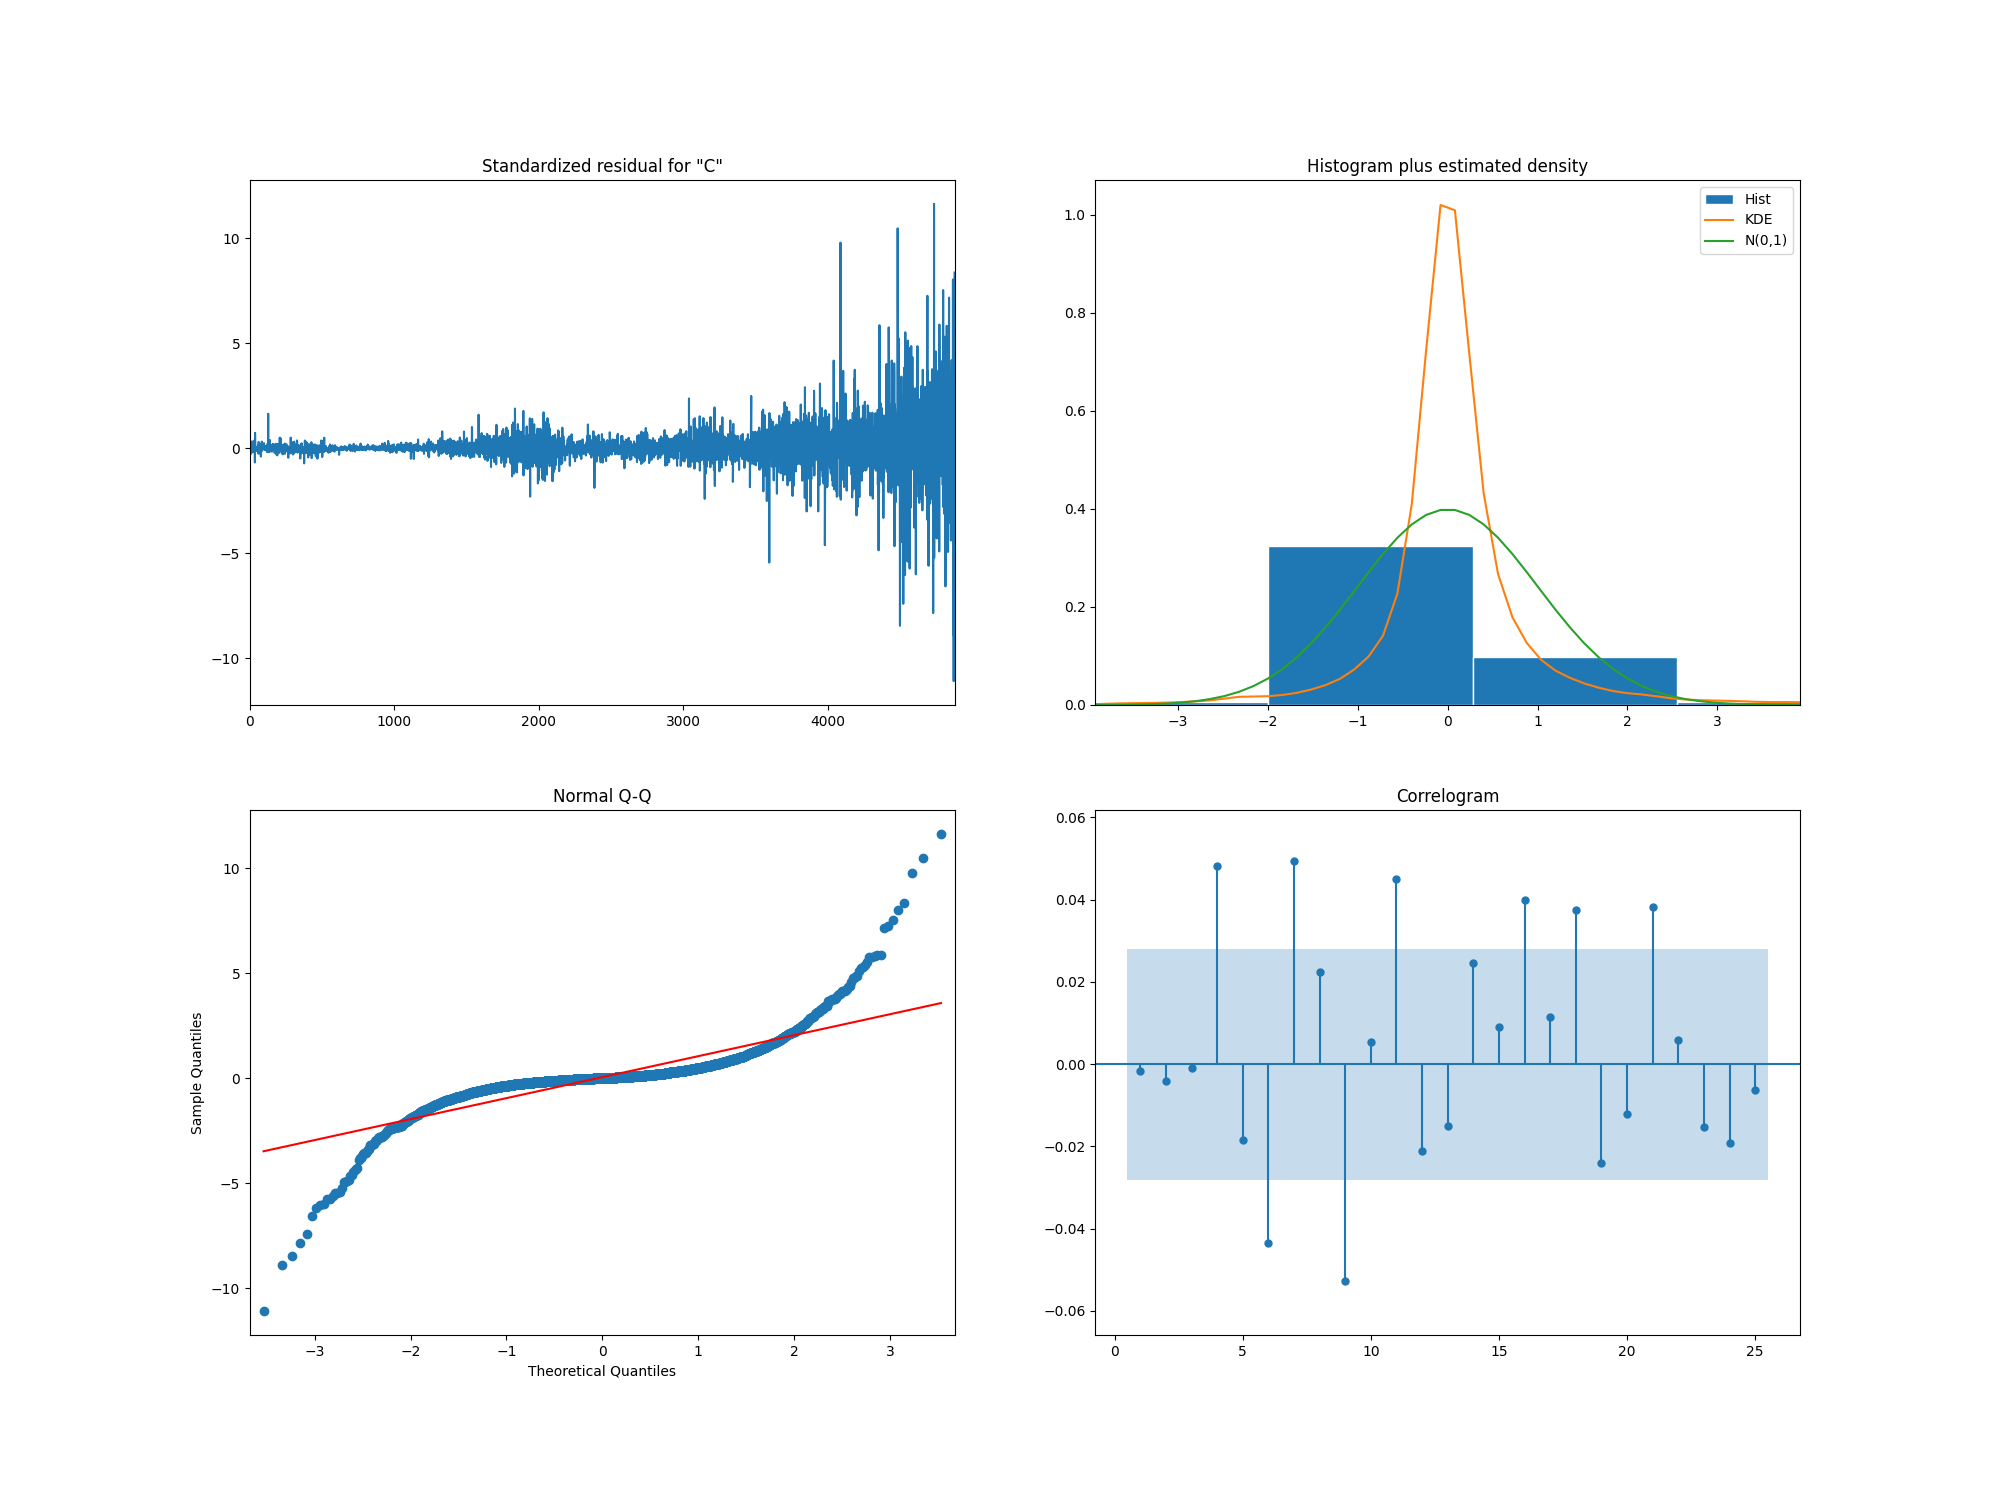 Standardized residual for "C"
10
5
0
−5
−10
0 1000 2000 3000 4000
Histogram plus estimated density
Hist
KDE
N(0,1)
1.0
0.8
0.6
0.4
0.2
0.0
−3 −2 −1 0 1 2 3
Normal Q-Q
Sample Quantiles
10
5
0
−5
−10
−3 −2 −1 0 1 2 3
Theoretical Quantiles
Correlogram
0.06
0.04
0.02
0.00
−0.02
−0.04
−0.06
0 5 10 15 20 25